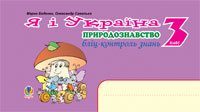 Я і Україна
ПРИРОДОЗНАВСТВО
бліц-контроль знань
3
клас